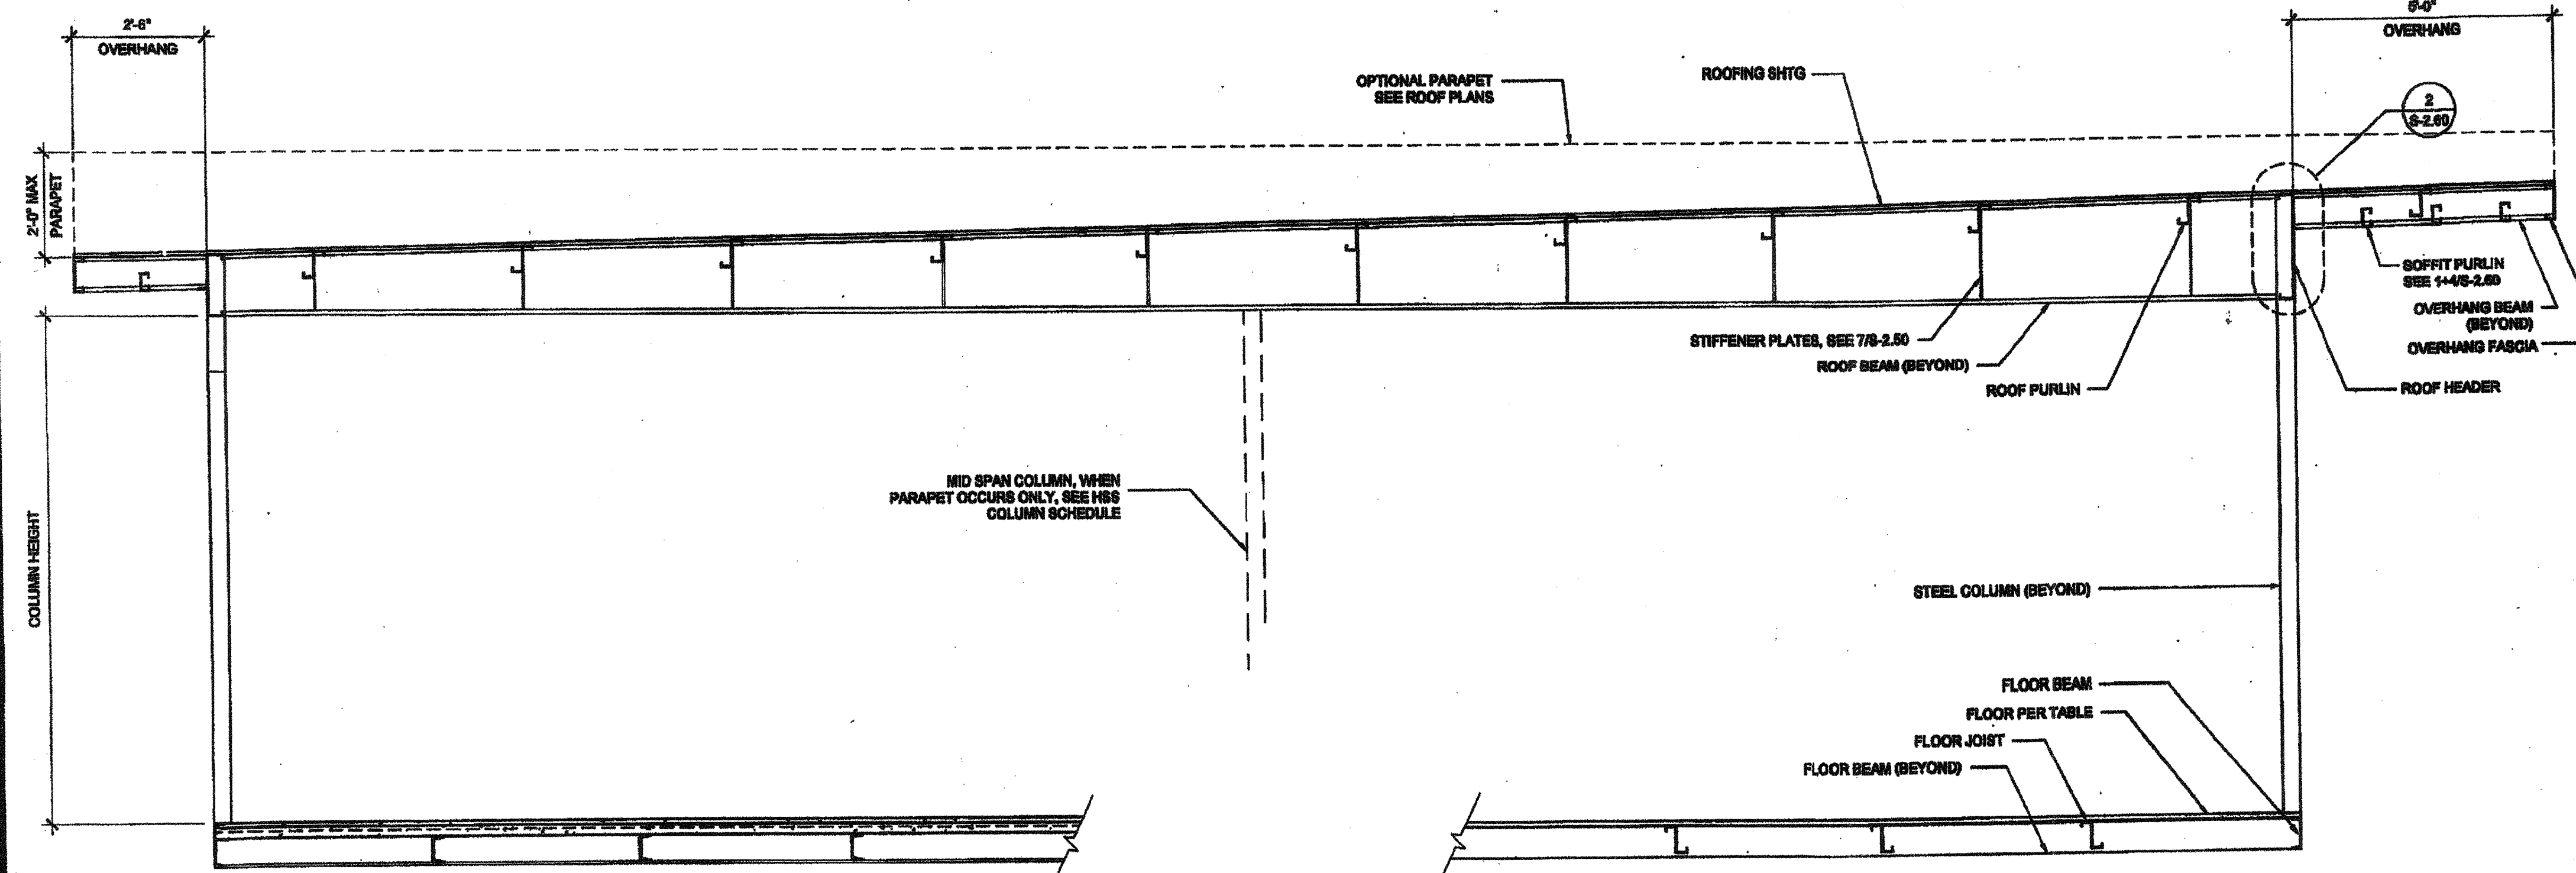 2'-6"
OVERHANG
5'-0"
OVERHANG
OPTIONAL PARAPET
SEE ROOF PLANS
ROOFING SHTG
2
S-2.60
2'-0" MAX
PARAPET
SOFFIT PURLIN
SEE 1+4/S-2.60
OVERHANG BEAM
(BEYOND)
OVERHANG FASCIA
ROOF HEADER
STIFFENER PLATES, SEE 7/S-2.50
ROOF BEAM (BEYOND)
ROOF PURLIN
MID SPAN COLUMN, WHEN
PARAPET OCCURS ONLY, SEE HSS
COLUMN SCHEDULE
COLUMN HEIGHT
STEEL COLUMN (BEYOND)
FLOOR BEAM
FLOOR PER TABLE
FLOOR JOIST
FLOOR BEAM (BEYOND)